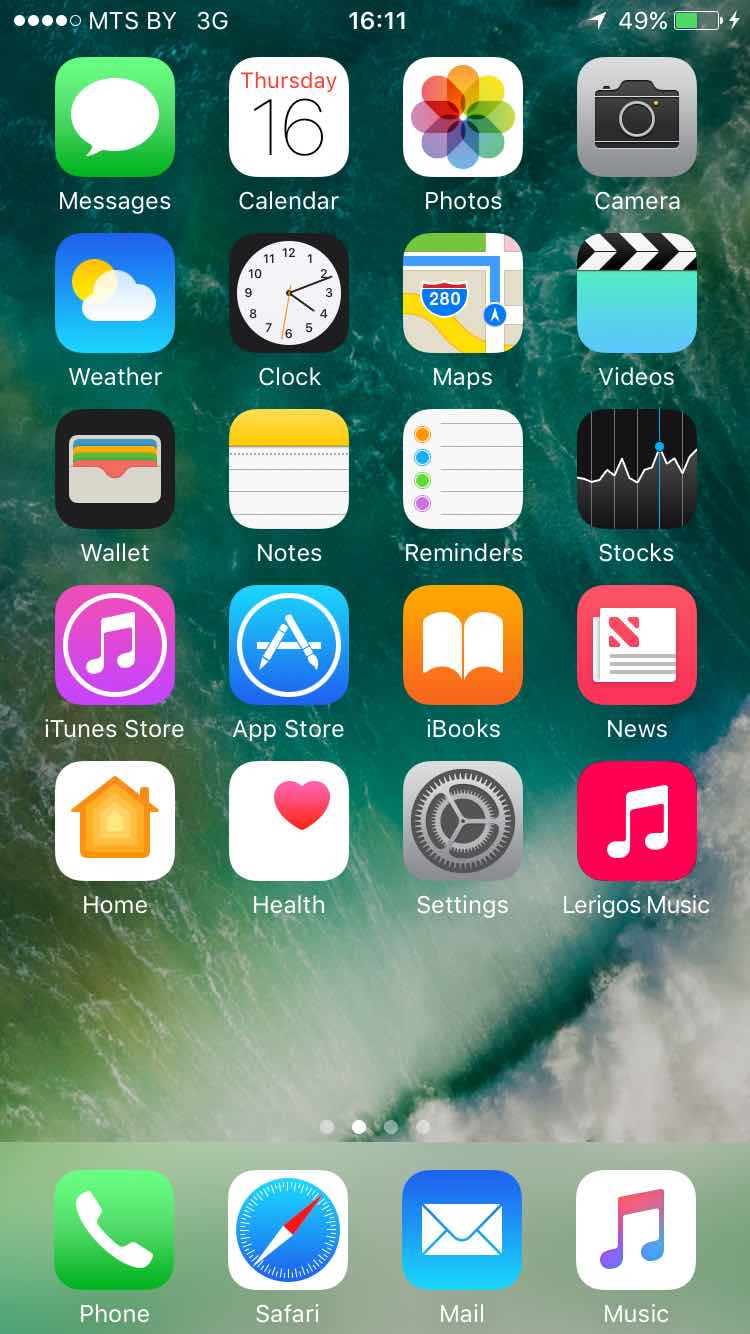 MTS BY 3G 16:11 49%
Thursday
16
Messages Calendar Photos Camera
12
11 1
10 2
9 3
8 4
7 5
6
280
Weather Clock Maps Videos
Wallet Notes Reminders Stocks
iTunes Store App Store iBooks News
Home Health Settings Lerigos Music
Phone Safari Mail Music